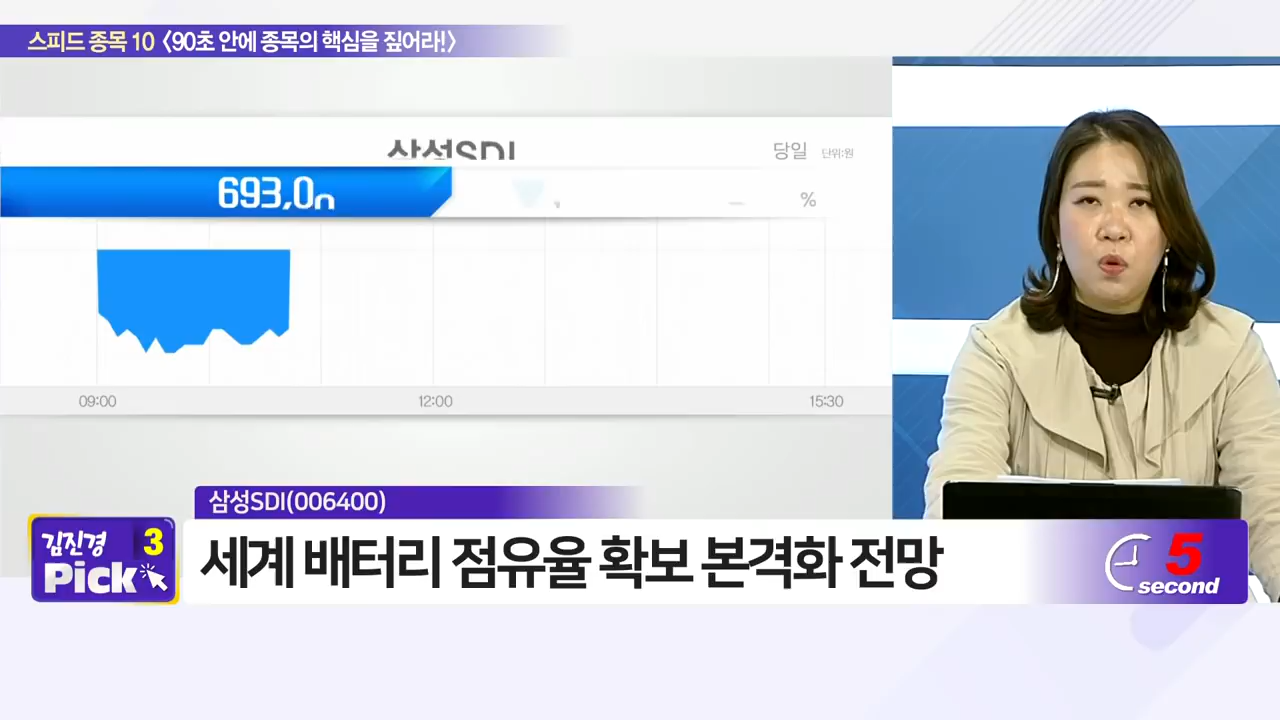 스피드 종목 10 〈90초 안에 종목의 핵심을 짚어라!〉
삼성SDI
당일 단위:원
%
09:00 12:00 15:30
삼성SDI(006400)
김진경 3
Pick
세계 배터리 점유율 확보 본격화 전망
5
second